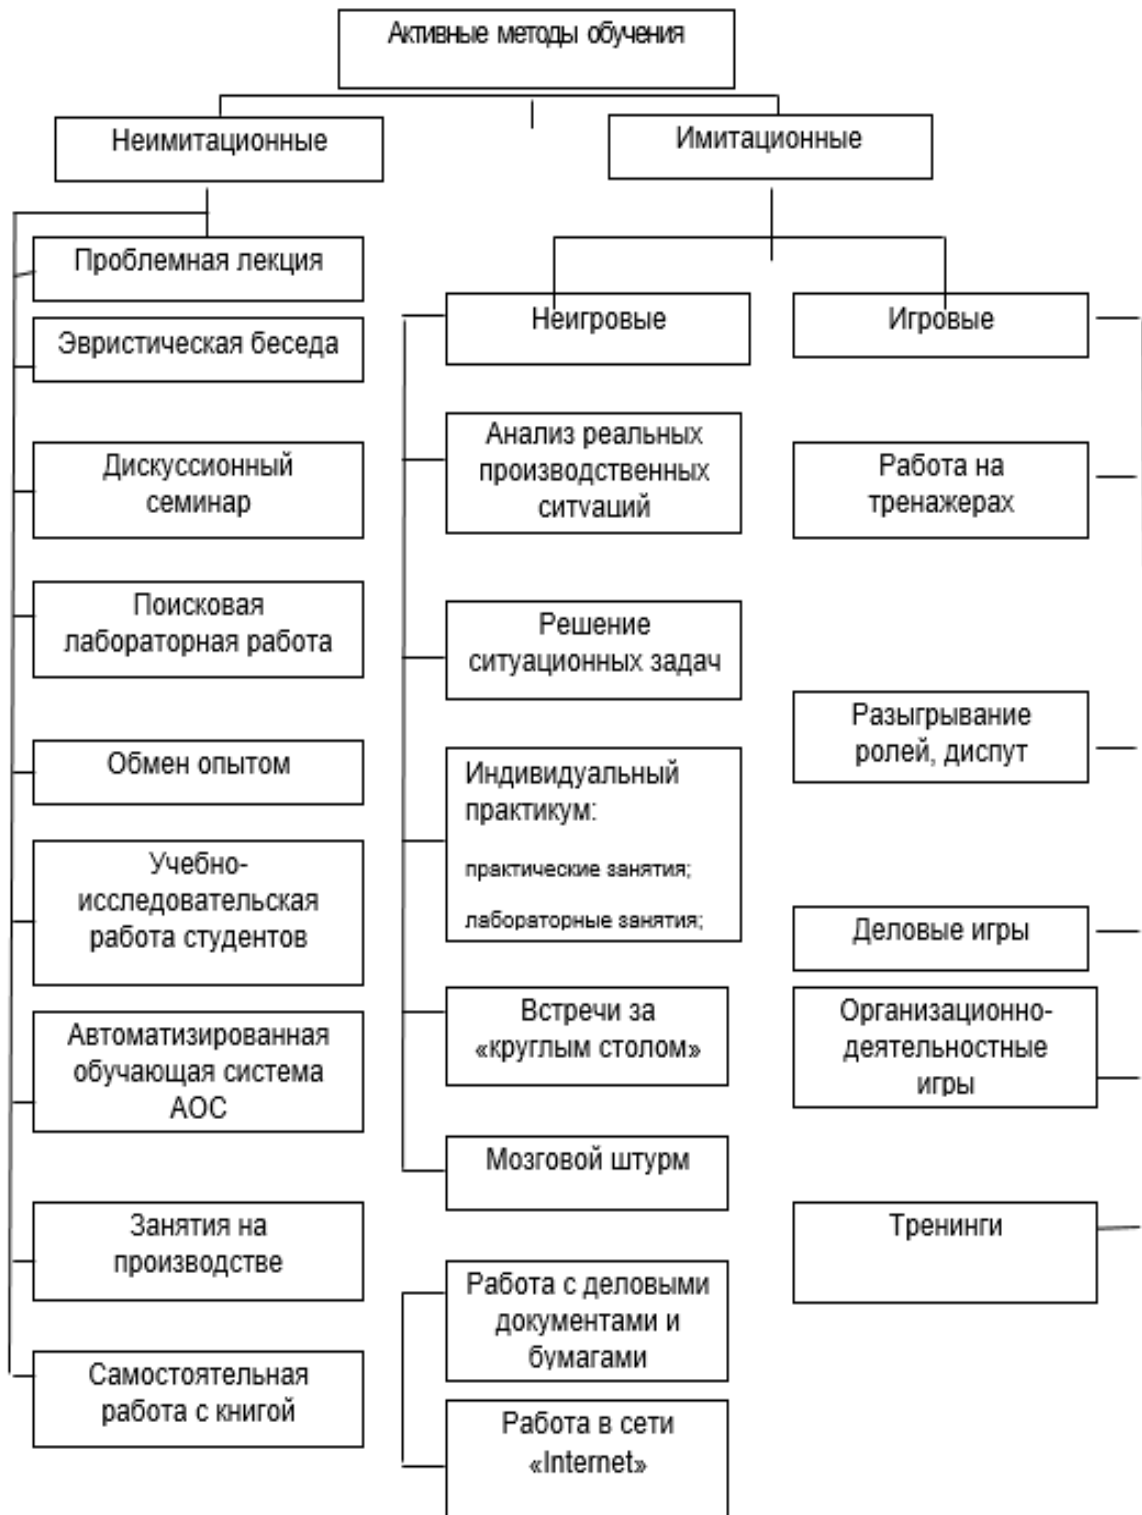 Активные методы обучения
Неимитационные
Имитационные
Проблемная лекция
Эвристическая беседа
Дискуссионный
семинар
Поисковая
лабораторная работа
Обмен опытом
Учебно-
исследовательская
работа студентов
Автоматизированная
обучающая система
АОС
Занятия на
производстве
Самостоятельная
работа с книгой
Неигровые
Анализ реальных
производственных
ситуаций
Решение
ситуационных задач
Индивидуальный
практикум:
практические занятия;
лабораторные занятия;
Встречи за
«круглым столом»
Мозговой штурм
Работа с деловыми
документами и
бумагами
Работа в сети
«Internet»
Игровые
Работа на
тренажерах
Разыгрывание
ролей, диспут
Деловые игры
Организационно-
деятельностные
игры
Тренинги